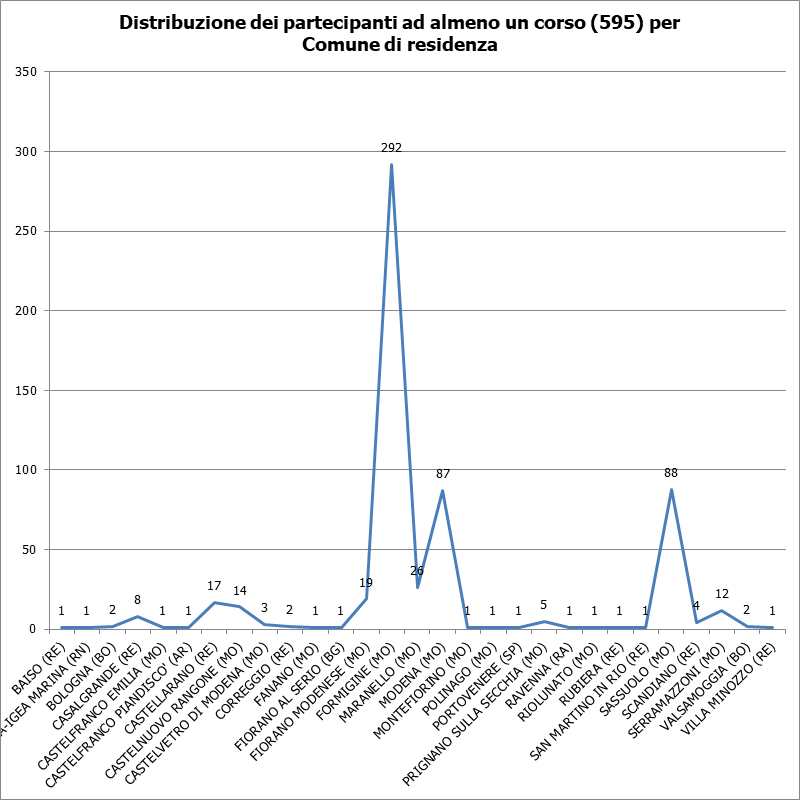 Distribuzione dei partecipanti ad almeno un corso (595) per
Comune di residenza
350
300
250
200
150
100
50
0
1
1
2
8
1
1
17
14
3
2
1
1
19
292
26
87
1
1
1
5
1
1
1
1
88
4
12
2
1
BAISO (RE)
A-IGEA MARINA (RN)
BOLOGNA (BO)
CASALGRANDE (RE)
CASTELFRANCO EMILIA (MO)
CASTELFRANCO PIANDISCO' (AR)
CASTELLARANO (RE)
CASTELNUOVO RANGONE (MO)
CASTELVETRO DI MODENA (MO)
CORREGGIO (RE)
FANANO (MO)
FIORANO AL SERIO (BG)
FIORANO MODENESE (MO)
FORMIGINE (MO)
MARANELLO (MO)
MODENA (MO)
MONTEFIORINO (MO)
POLINAGO (MO)
PORTOVENERE (SP)
PRIGNANO SULLA SECCHIA (MO)
RAVENNA (RA)
RIOLUNATO (MO)
RUBIERA (RE)
SAN MARTINO IN RIO (RE)
SASSUOLO (MO)
SCANDIANO (RE)
SERRAMAZZONI (MO)
VALSAMOGGIA (BO)
VILLA MINOZZO (RE)